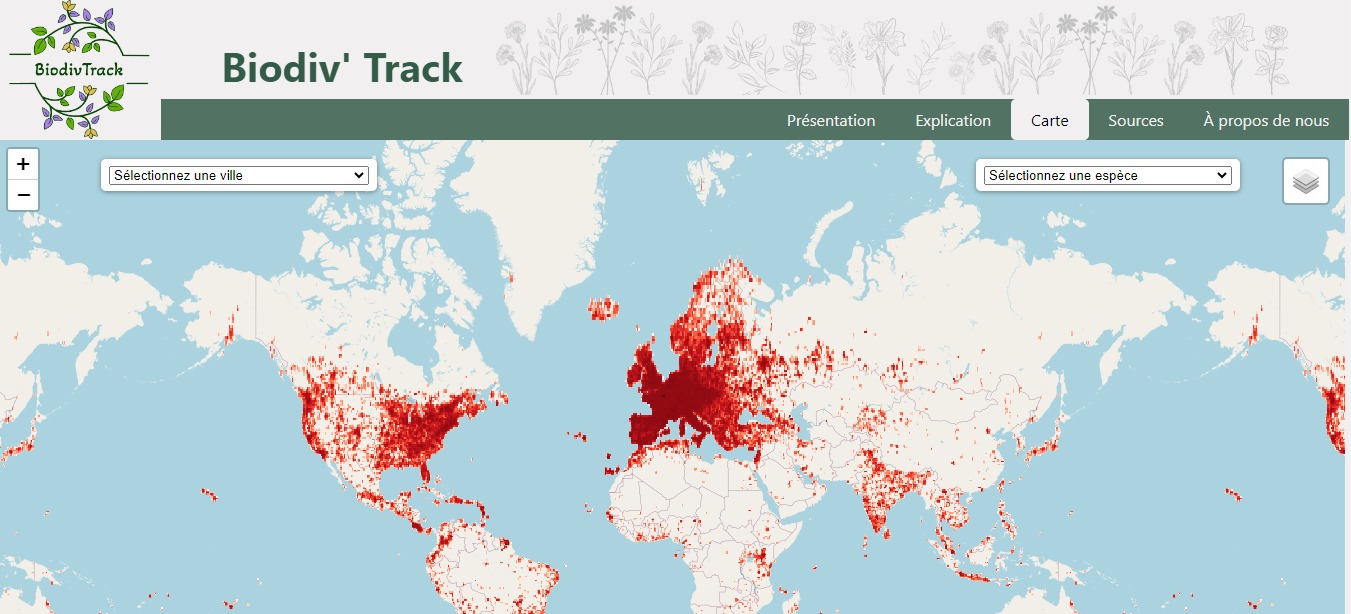 BiodivTrack
Biodiv' Track
Présentation Explication Carte Sources À propos de nous
+
Sélectionnez une ville
Sélectionnez une espèce
−